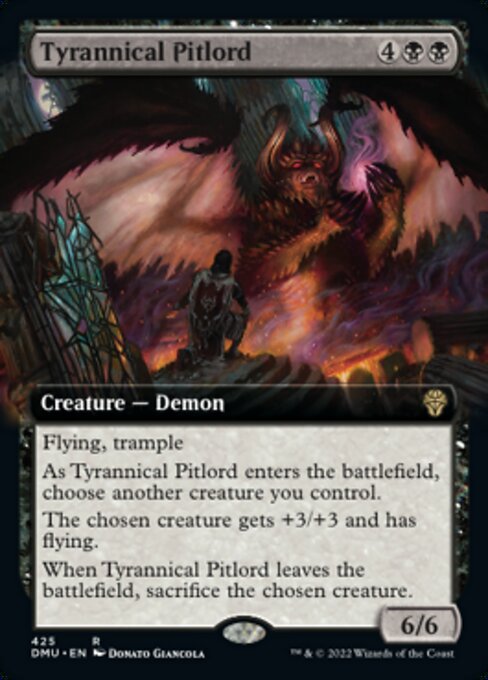 Tyrannical Pitlord 4
Creature — Demon
Flying, trample
As Tyrannical Pitlord enters the battlefield,
choose another creature you control.
The chosen creature gets +3/+3 and has
flying.
When Tyrannical Pitlord leaves the
battlefield, sacrifice the chosen creature.
6/6
425 R
DMU • EN Donato Giancola
™ & © 2022 Wizards of the Coast